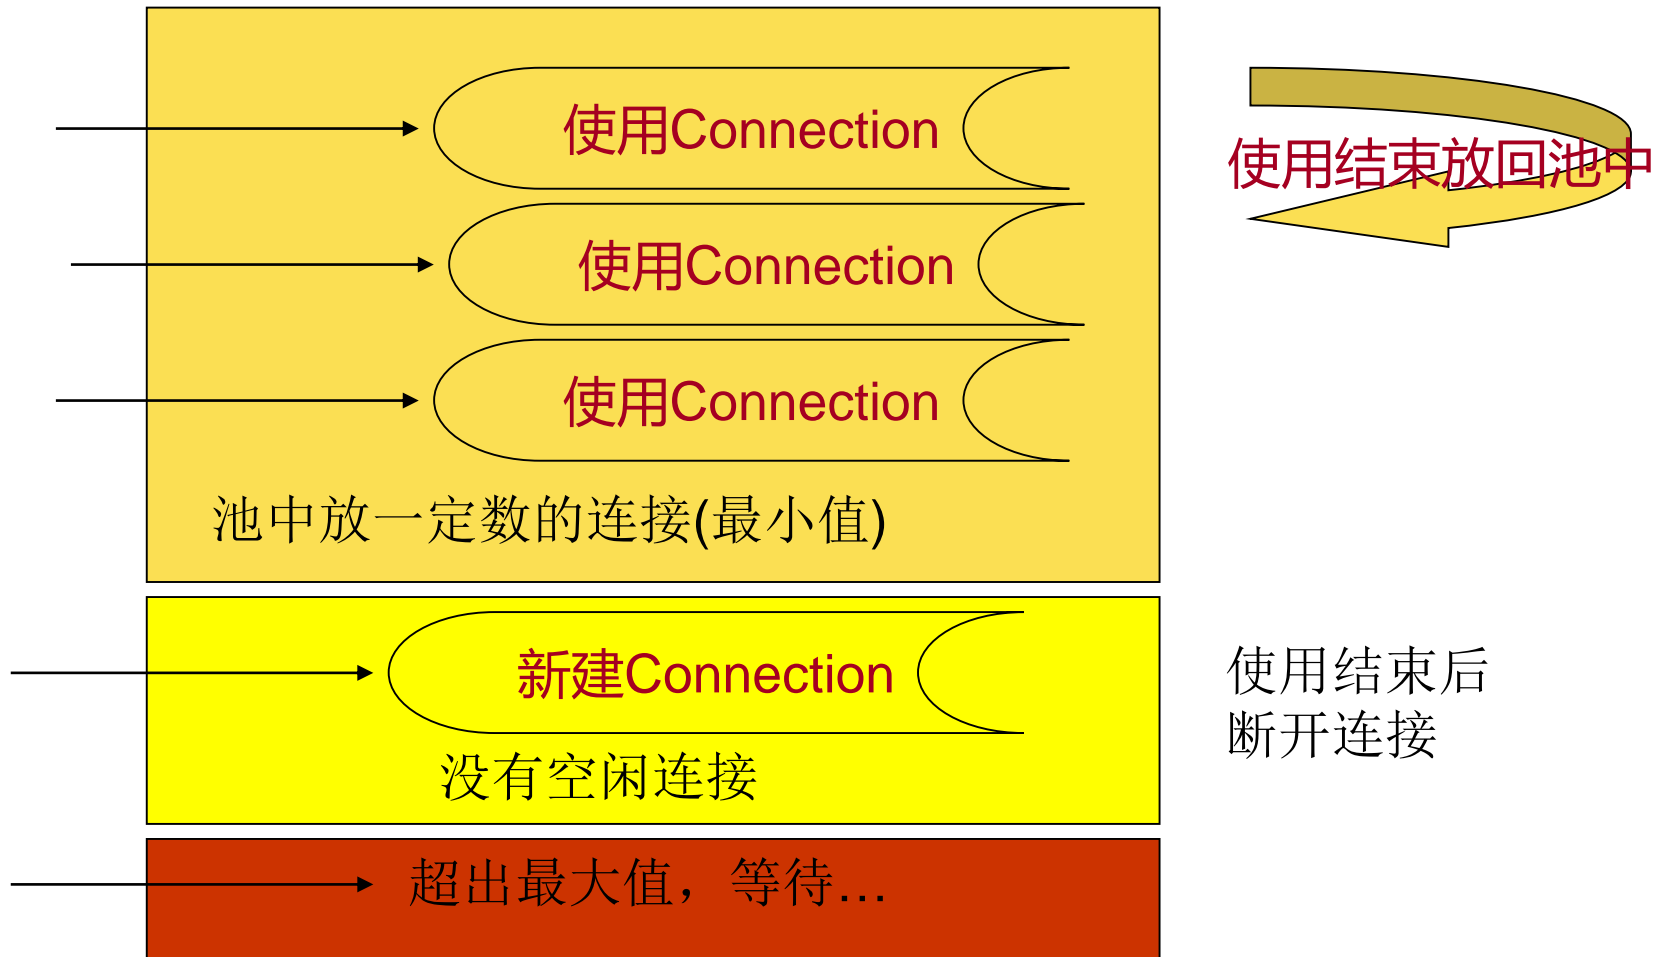 使用Connection
使用结束放回池中
使用Connection
使用Connection
池中放一定数的连接(最小值)
新建Connection
没有空闲连接
使用结束后
断开连接
超出最大值，等待…